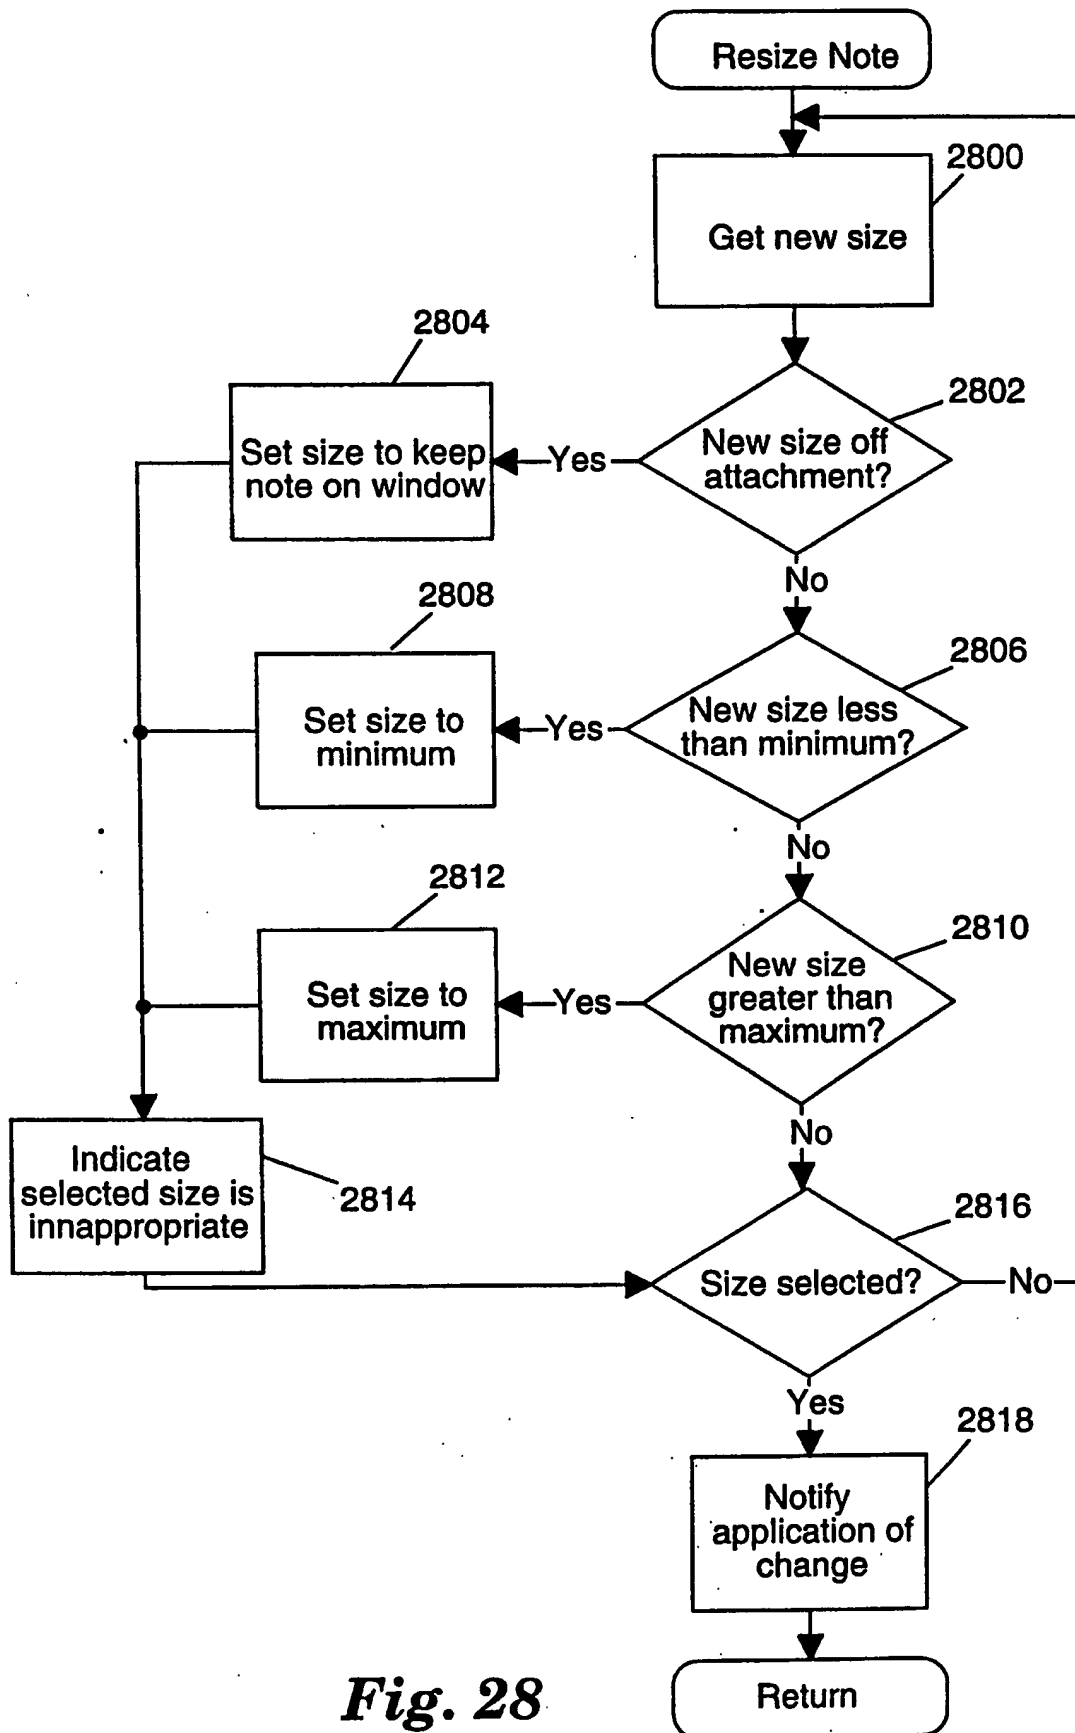 Resize Note
2800
Get new size
2804
2802
Set size to keep
note on window
Yes
New size off
attachment?
No
2808
2806
Set size to
minimum
Yes
New size less
than minimum?
No
2812
2810
Set size to
maximum
Yes
New size
greater than
maximum?
No
Indicate
selected size is
innappropriate
2814
2816
Size selected?
No
Yes
2818
Notify
application of
change
Return
Fig. 28